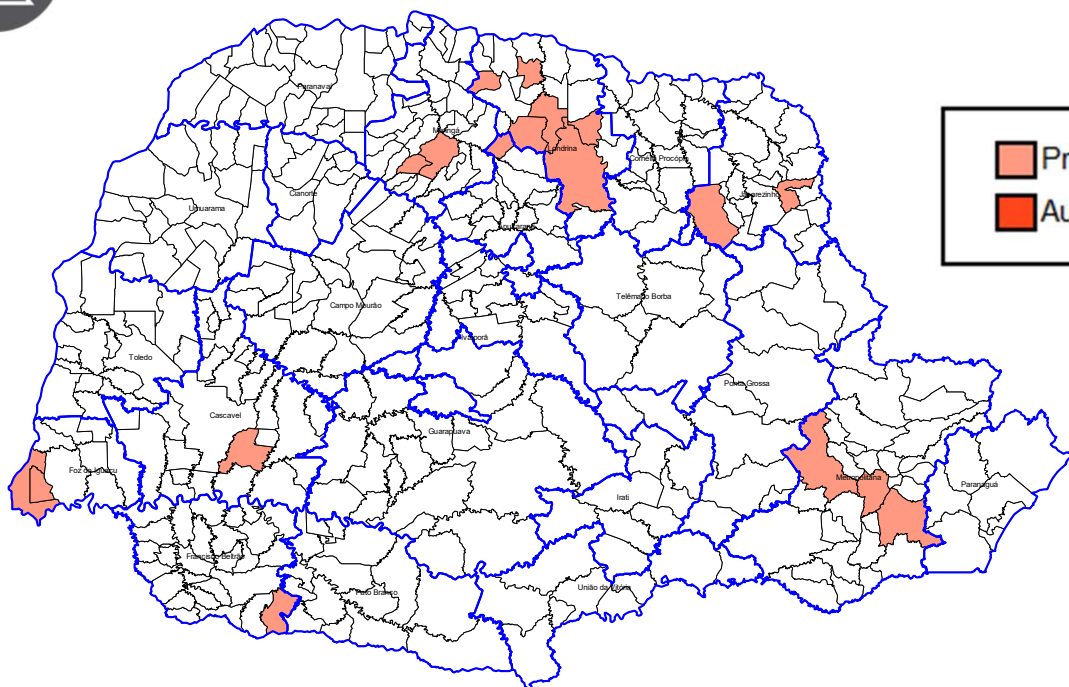 Paranavaí
Maringá
Londrina
Cornélio Procópio
Jacarezinho
Cianorte
Umuarama
Apucarana
Campo Mourão
Telêmaco Borba
Ivaiporã
Toledo
Ponta Grossa
Cascavel
Guarapuava
Foz do Iguaçu
Metropolitana
Paranaguá
Irati
Francisco Beltrão
Pato Branco
União da Vitória
Pr
Au